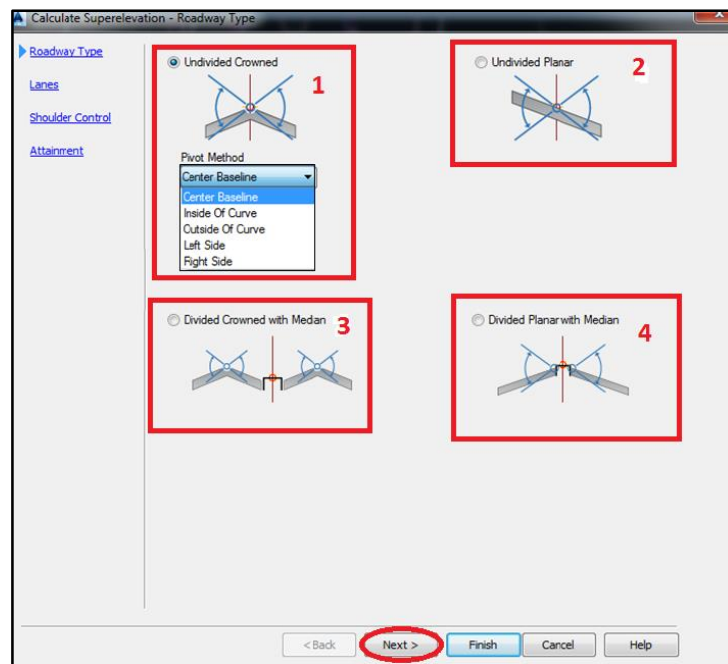 Calculate Superelevation - Roadway Type
Roadway Type
Lanes
Shoulder Control
Attainment
Undivided Crowned
1
Pivot Method
Center Baseline
Center Baseline
Inside Of Curve
Outside Of Curve
Left Side
Right Side
Undivided Planar
2
Divided Crowned with Median
3
Divided Planar with Median
4
< Back
Next >
Finish
Cancel
Help